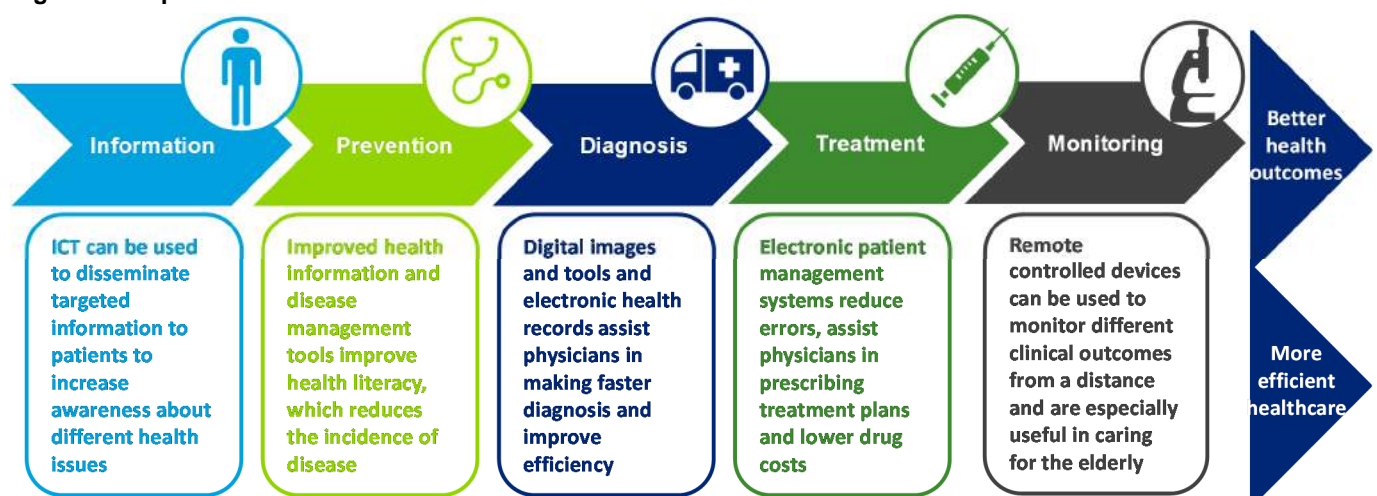 Information
Prevention
Diagnosis
Treatment
Monitoring
Better
health
outcomes
ICT can be used
to disseminate
targeted
information to
patients to
increase
awareness about
different health
issues
Improved health
information and
disease
management
tools improve
health literacy,
which reduces
the incidence of
disease
Digital images
and tools and
electronic health
records assist
physicians in
making faster
diagnosis and
improve
efficiency
Electronic patient
management
systems reduce
errors, assist
physicians in
prescribing
treatment plans
and lower drug
costs
Remote
controlled devices
can be used to
monitor different
clinical outcomes
from a distance
and are especially
useful in caring
for the elderly
More
efficient
healthcare